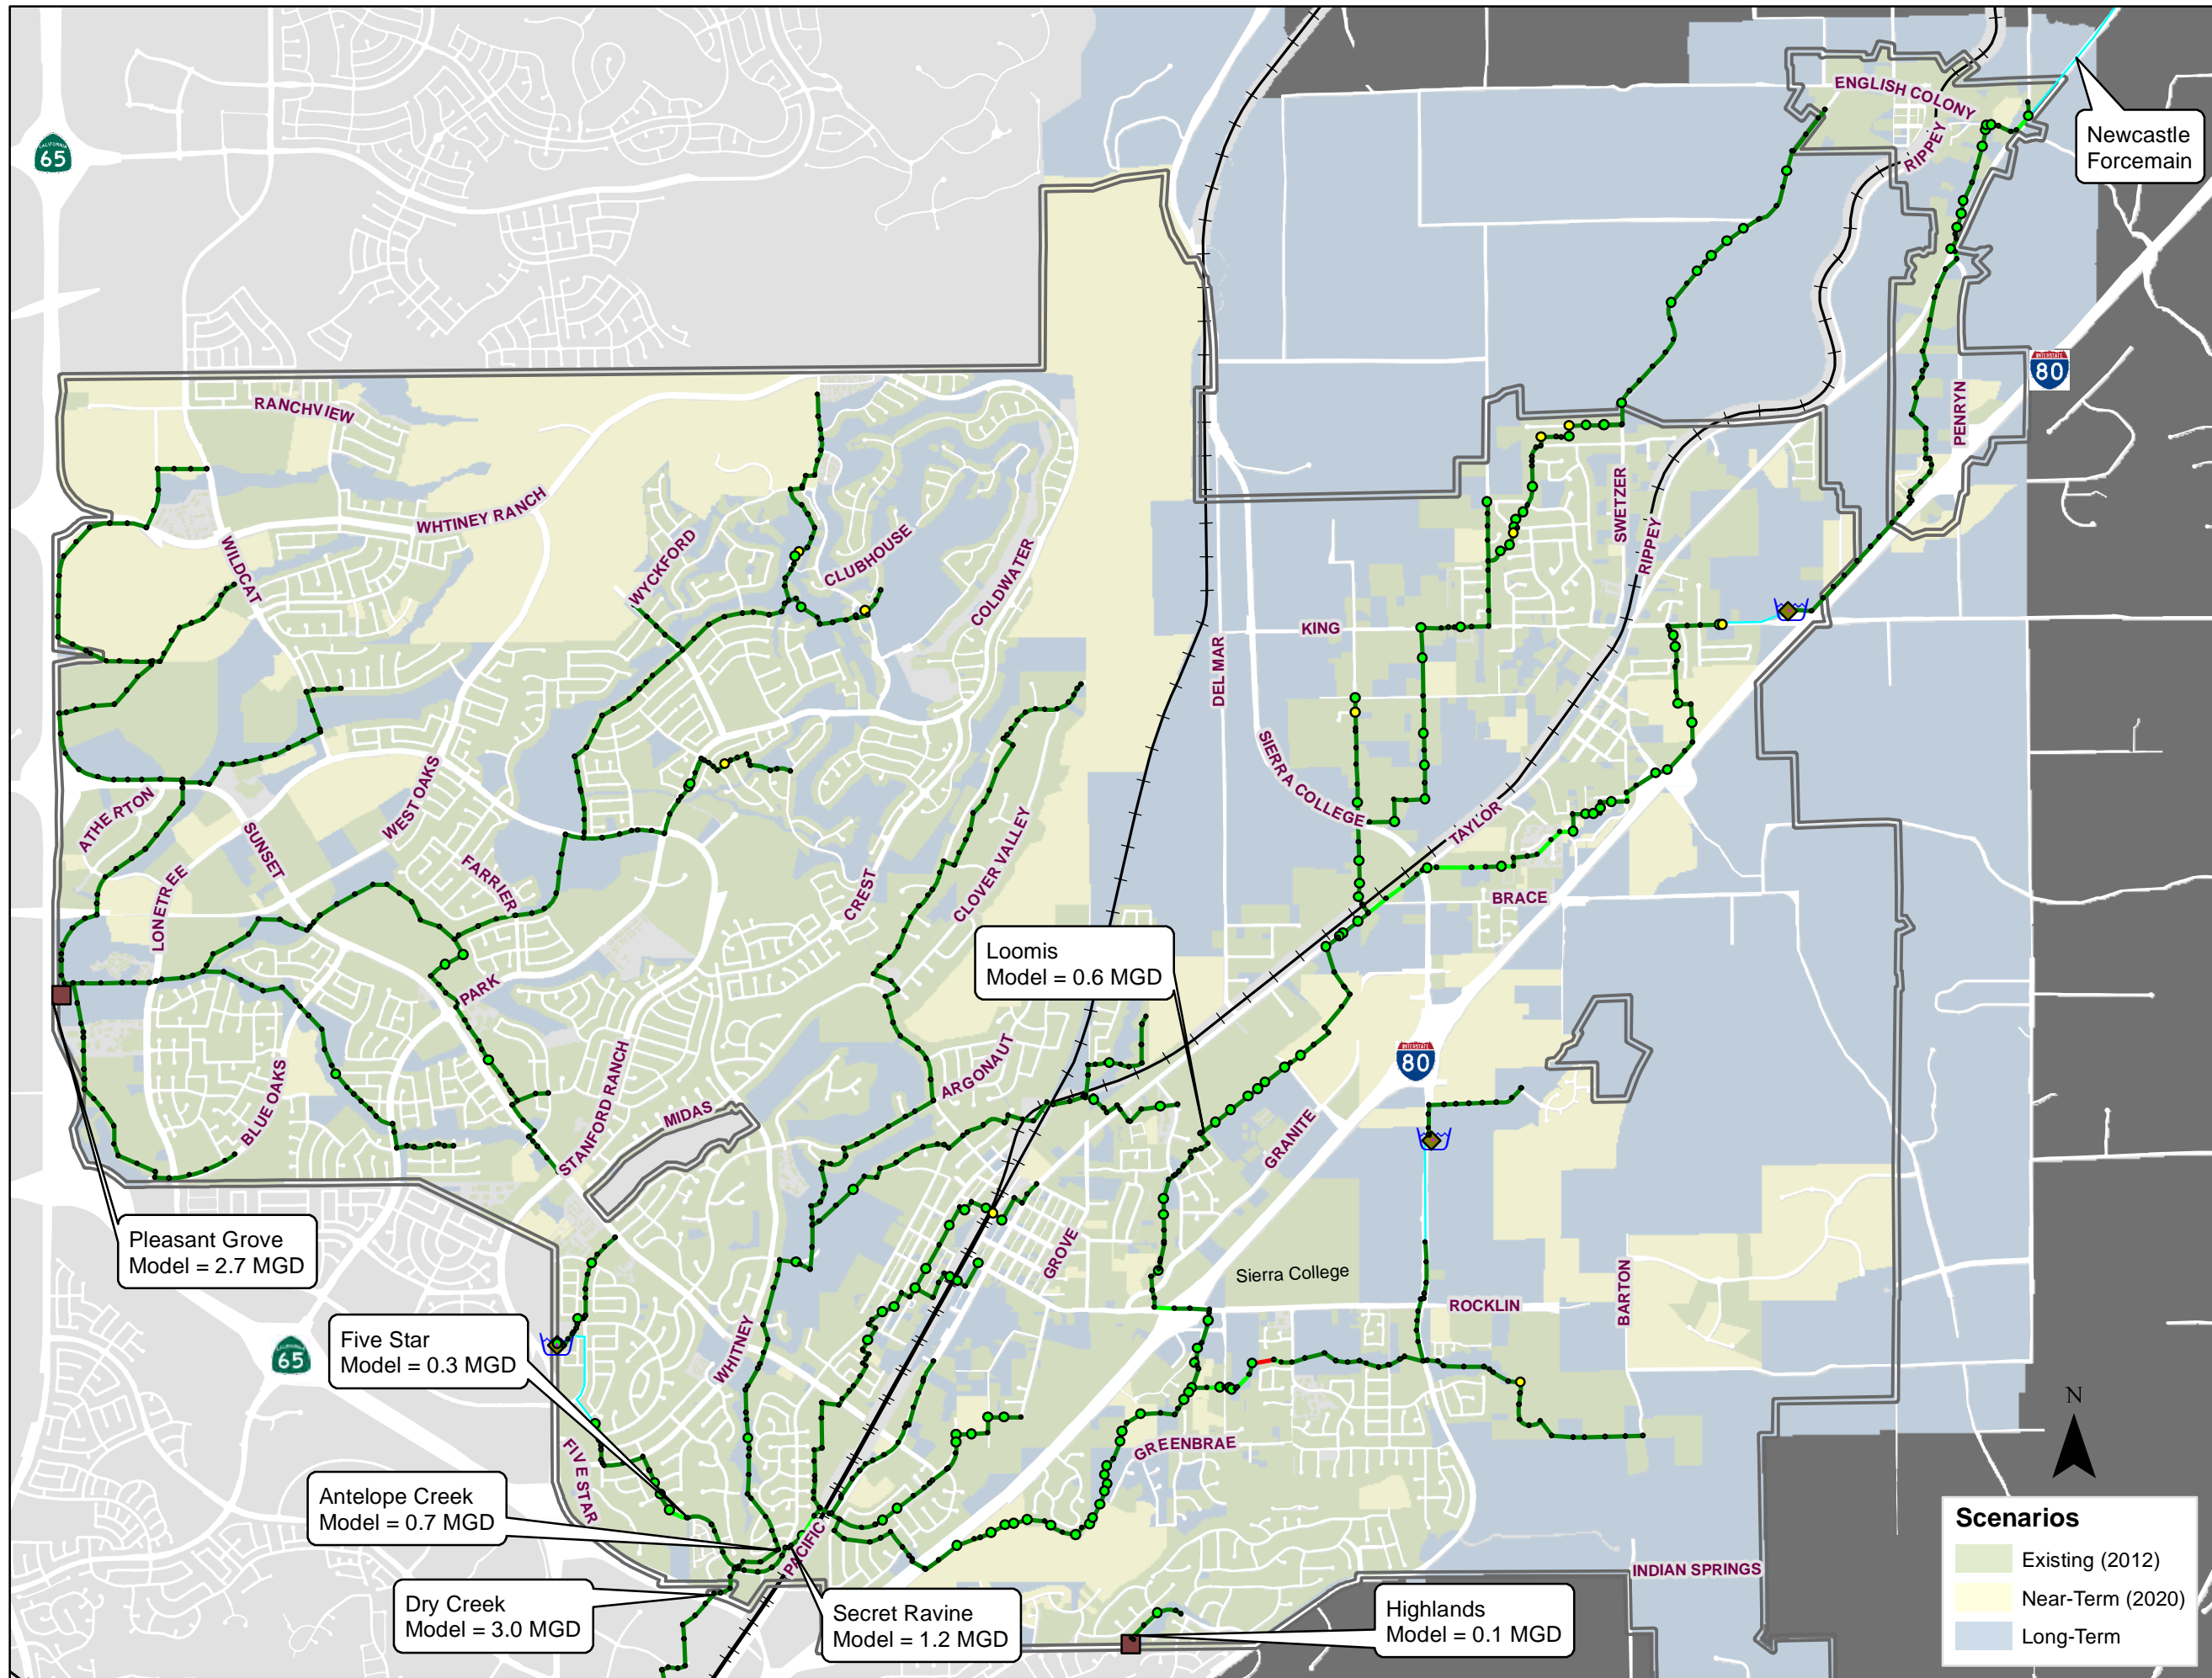 ENGLISH COLONY
RIPPEY
Newcastle
Forcemain
CALIFORNIA
65
INTERSTATE
80
RANCHVIEW
PENRYN
WHTINEY RANCH
WILDCAT
WYCKFORD
CLUBHOUSE
COLDWATER
SWETZER
RIPPEY
KING
DEL MAR
SIERRA COLLEGE
TAYLOR
ATHERTON
SUNSET
WEST OAKS
FARRIER
LONETREE
CREST
CLOVER VALLEY
BRACE
Loomis
Model = 0.6 MGD
PARK
ARGONAUT
INTERSTATE
80
BLUE OAKS
STANFORD RANCH
MIDAS
GRANITE
Pleasant Grove
Model = 2.7 MGD
GROVE
Sierra College
ROCKLIN
BARTON
CALIFORNIA
65
Five Star
Model = 0.3 MGD
WHITNEY
GREENBRAE
FIVE STAR
Antelope Creek
Model = 0.7 MGD
PACIFIC
Dry Creek
Model = 3.0 MGD
Secret Ravine
Model = 1.2 MGD
Highlands
Model = 0.1 MGD
INDIAN SPRINGS
N
Scenarios
Existing (2012)
Near-Term (2020)
Long-Term